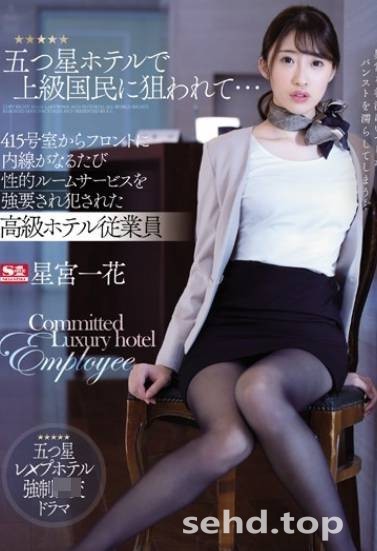 ★★★★★
五つ星ホテルで
上級国民に狙われて…
415号室からフロントに
内線がなるたび
性的ルームサービスを
強要され犯された
高級ホテル従業員
S1
星宮一花
Committed
Luxury hotel
Employee
★★★★★
五つ星
レ×プホテル
強制
ドラマ
パンストを濡らしてしまう…
sehd.top